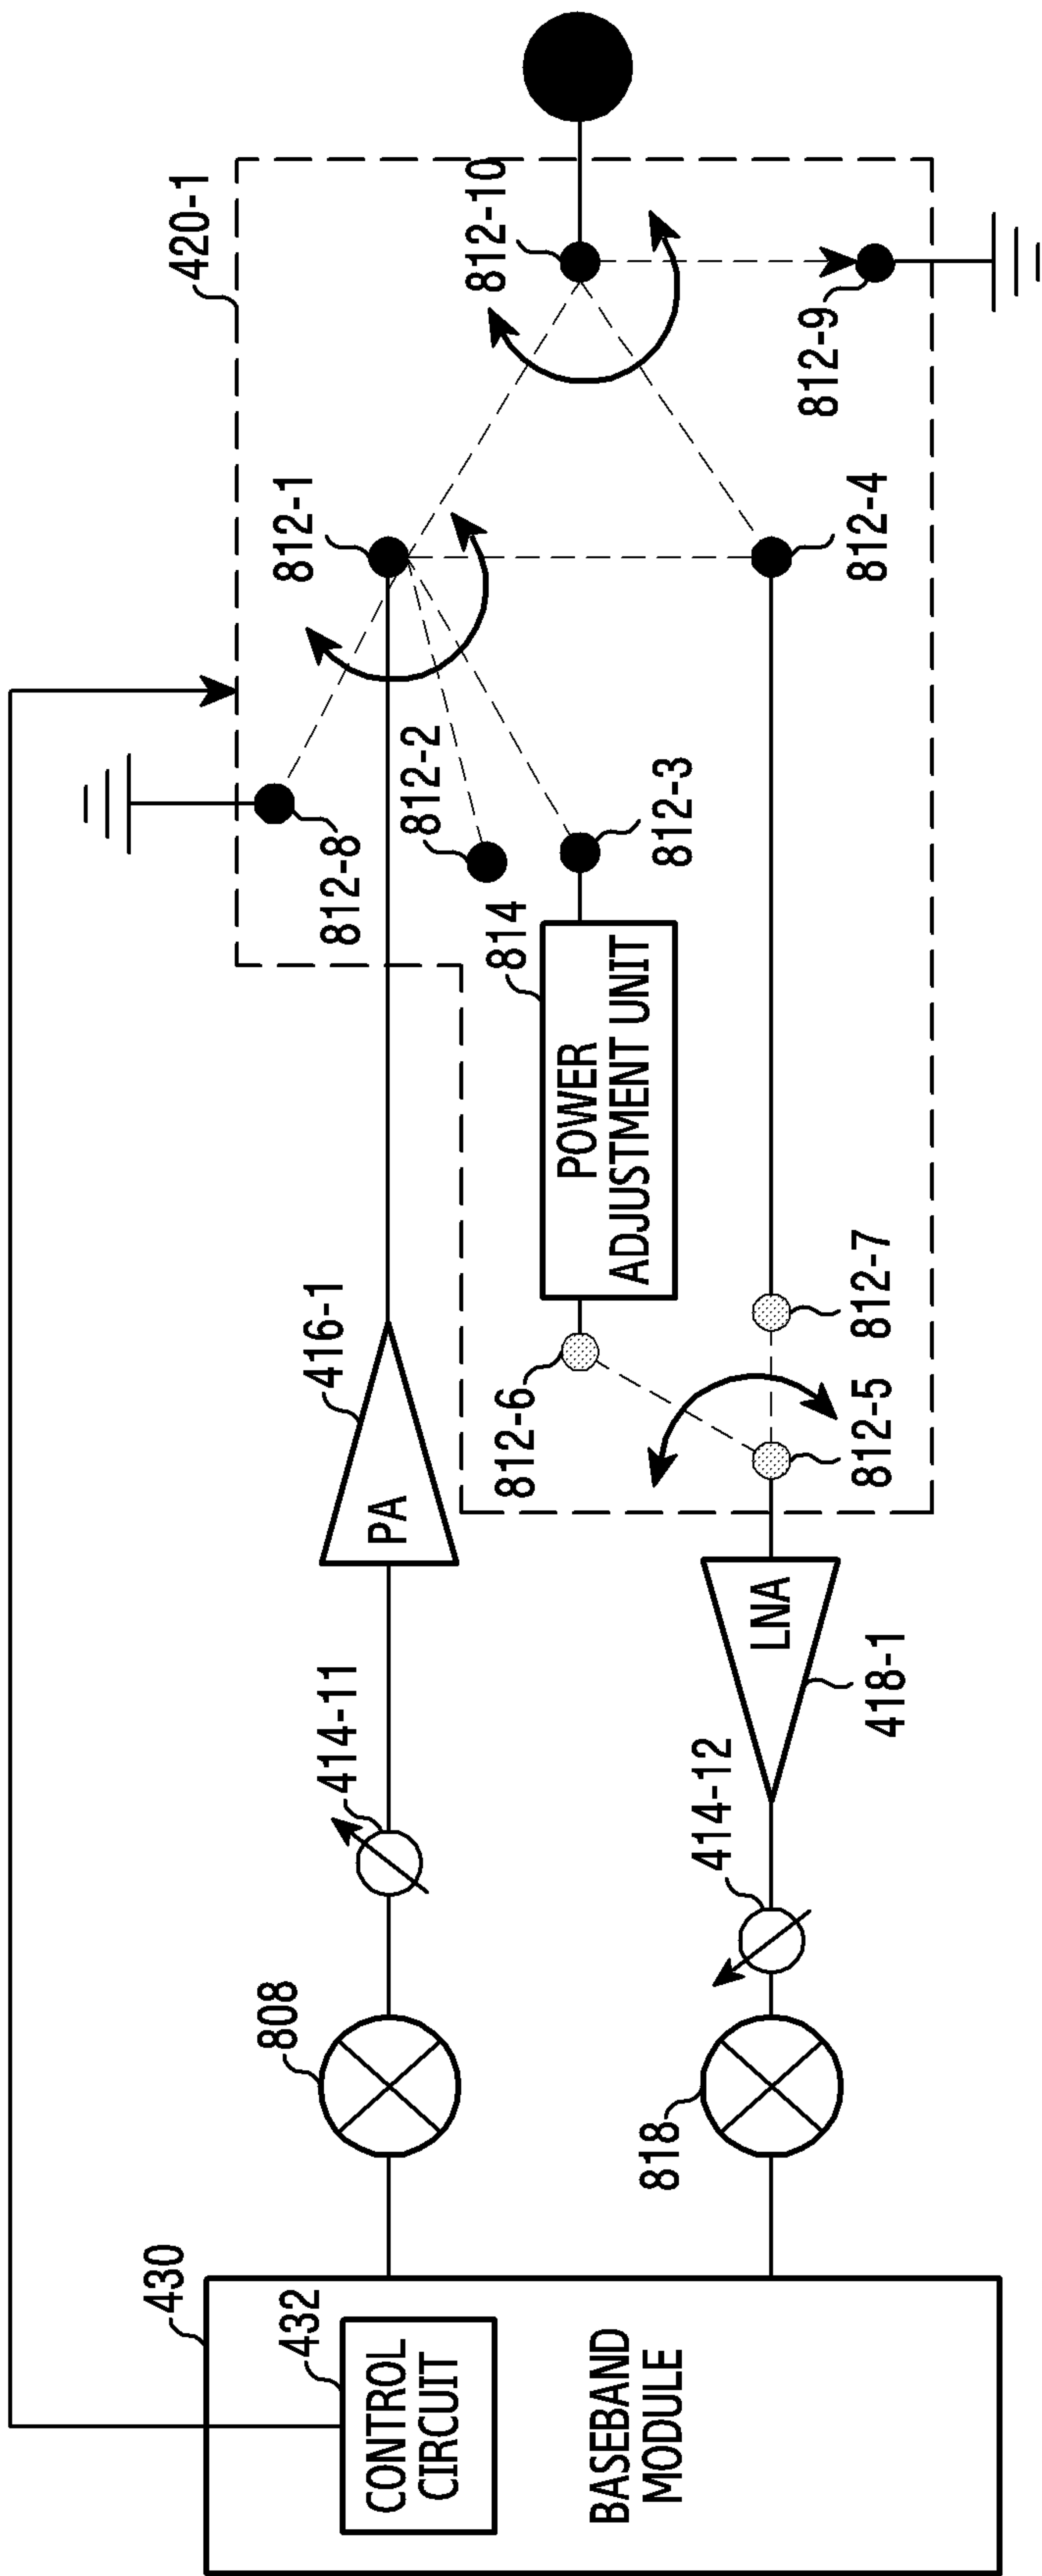 430
432
CONTROL
CIRCUIT
BASEBAND
MODULE
808
818
414-11
414-12
416-1
PA
LNA
418-1
420-1
812-6
812-5
812-7
POWER
ADJUSTMENT UNIT
814
812-8
812-2
812-3
812-1
812-4
812-10
812-9